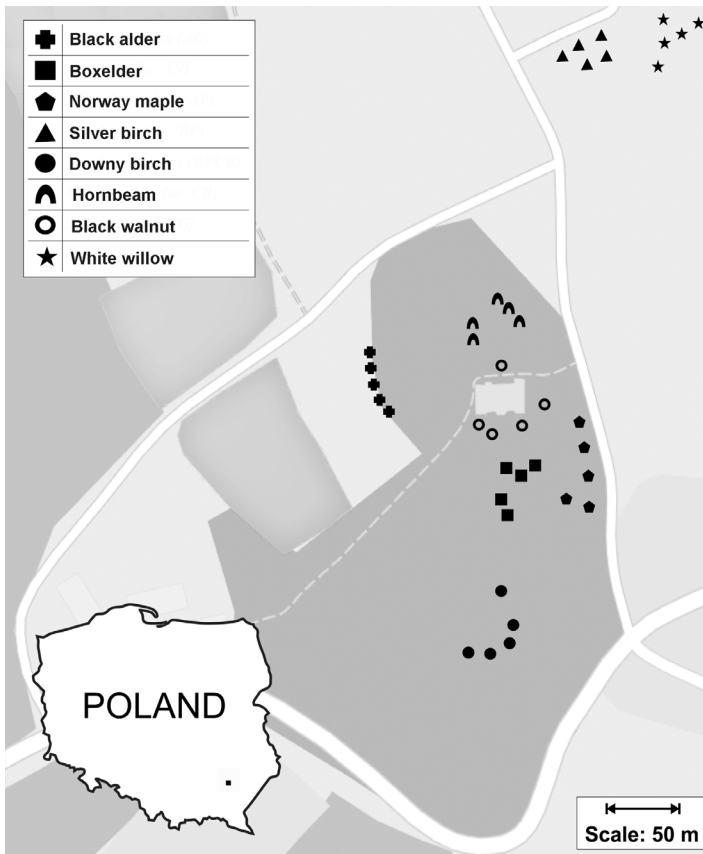 Black alder
Boxelder
Norway maple
Silver birch
Downy birch
Hornbeam
Black walnut
White willow
POLAND
Scale: 50 m